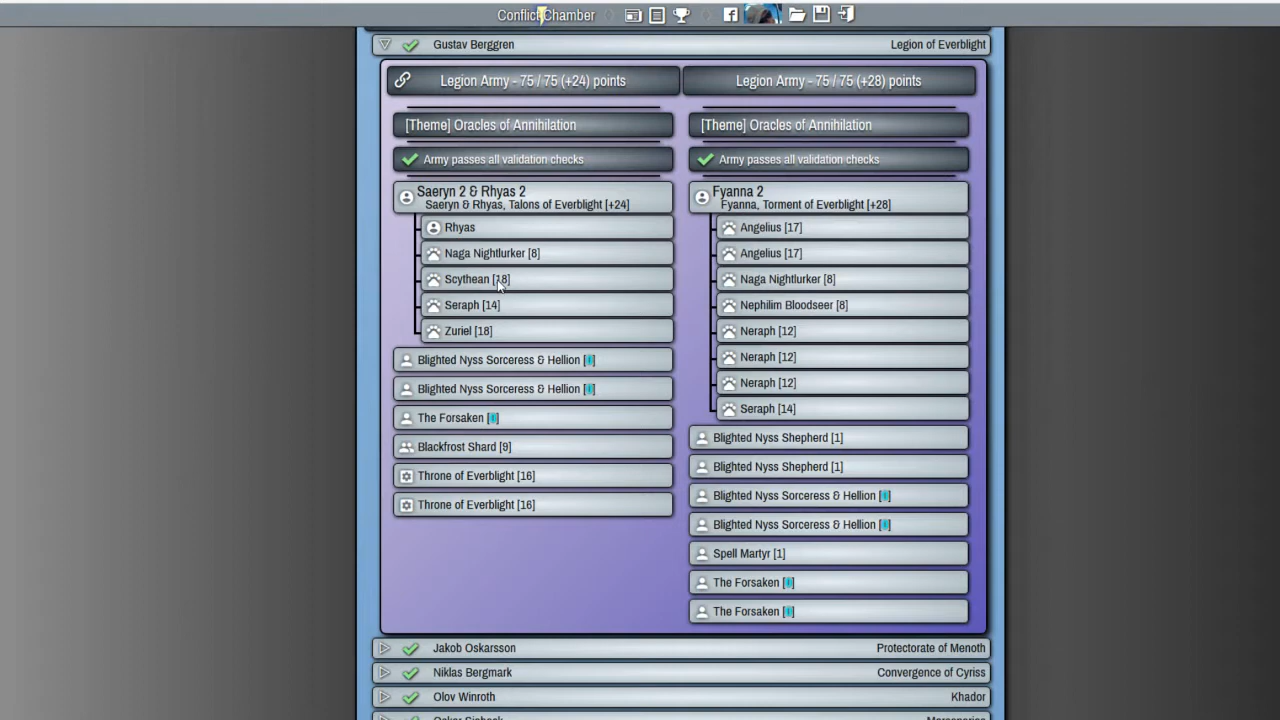 Conflict Chamber
Gustav Berggren
Legion of Everblight
Legion Army - 75 / 75 (+24) points
[Theme] Oracles of Annihilation
Army passes all validation checks
Saeryn 2 & Rhyas 2
Saeryn & Rhyas, Talons of Everblight [+24]
Rhyas
Naga Nightlurker [8]
Scythean [18]
Seraph [14]
Zuriel [18]
Blighted Nyss Sorceress & Hellion
Blighted Nyss Sorceress & Hellion
The Forsaken
Blackfrost Shard [9]
Throne of Everblight [16]
Throne of Everblight [16]
Legion Army - 75 / 75 (+28) points
[Theme] Oracles of Annihilation
Army passes all validation checks
Fyanna 2
Fyanna, Torment of Everblight [+28]
Angelius [17]
Angelius [17]
Naga Nightlurker [8]
Nephilim Bloodseer [8]
Neraph [12]
Neraph [12]
Neraph [12]
Seraph [14]
Blighted Nyss Shepherd [1]
Blighted Nyss Shepherd [1]
Blighted Nyss Sorceress & Hellion
Blighted Nyss Sorceress & Hellion
Spell Martyr [1]
The Forsaken
The Forsaken
Jakob Oskarsson
Protectorate of Menoth
Niklas Bergmark
Convergence of Cyriss
Olov Winroth
Khador